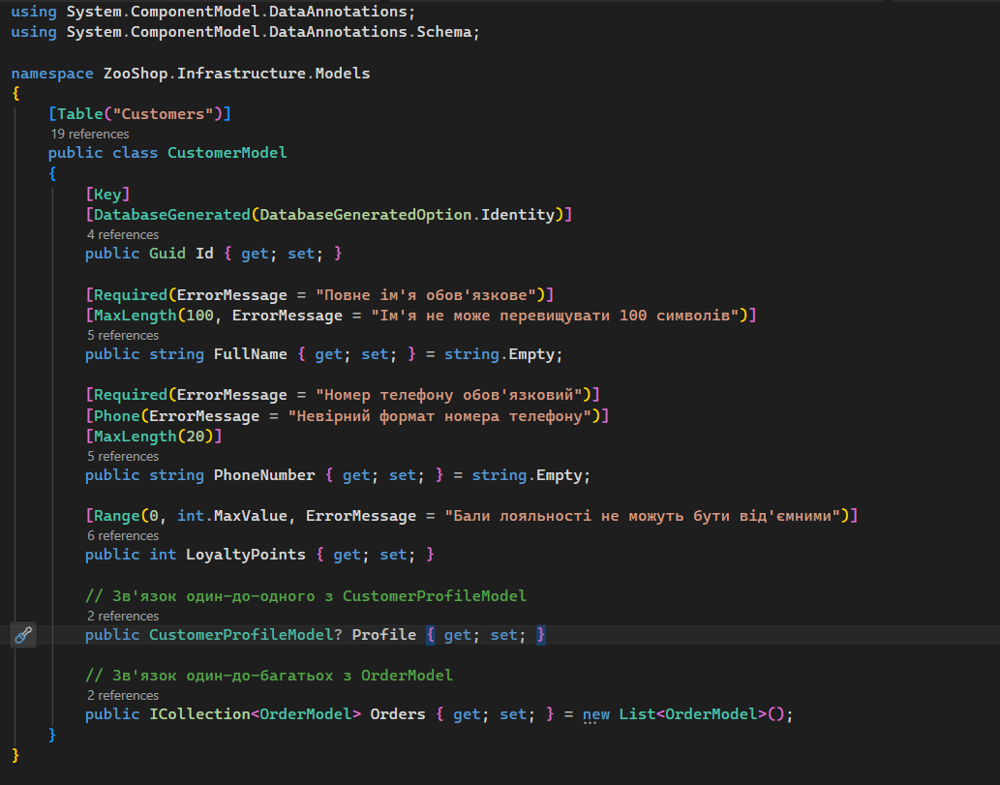 using System.ComponentModel.DataAnnotations;
using System.ComponentModel.DataAnnotations.Schema;
namespace ZooShop.Infrastructure.Models
{
[Table("Customers")]
19 references
public class CustomerModel
{
[Key]
[DatabaseGenerated(DatabaseGeneratedOption.Identity)]
4 references
public Guid Id { get; set; }
[Required(ErrorMessage = "Повне ім'я обов'язкове")]
[MaxLength(100, ErrorMessage = "Ім'я не може перевищувати 100 символів")]
5 references
public string FullName { get; set; } = string.Empty;
[Required(ErrorMessage = "Номер телефону обов'язковий")]
[Phone(ErrorMessage = "Невірний формат номера телефону")]
[MaxLength(20)]
5 references
public string PhoneNumber { get; set; } = string.Empty;
[Range(0, int.MaxValue, ErrorMessage = "Бали лояльності не можуть бути від'ємними")]
6 references
public int LoyaltyPoints { get; set; }
// Зв'язок один-до-одного з CustomerProfileModel
2 references
public CustomerProfileModel? Profile { get; set; }
// Зв'язок один-до-багатьох з OrderModel
2 references
public ICollection<OrderModel> Orders { get; set; } = new List<OrderModel>();
}
}